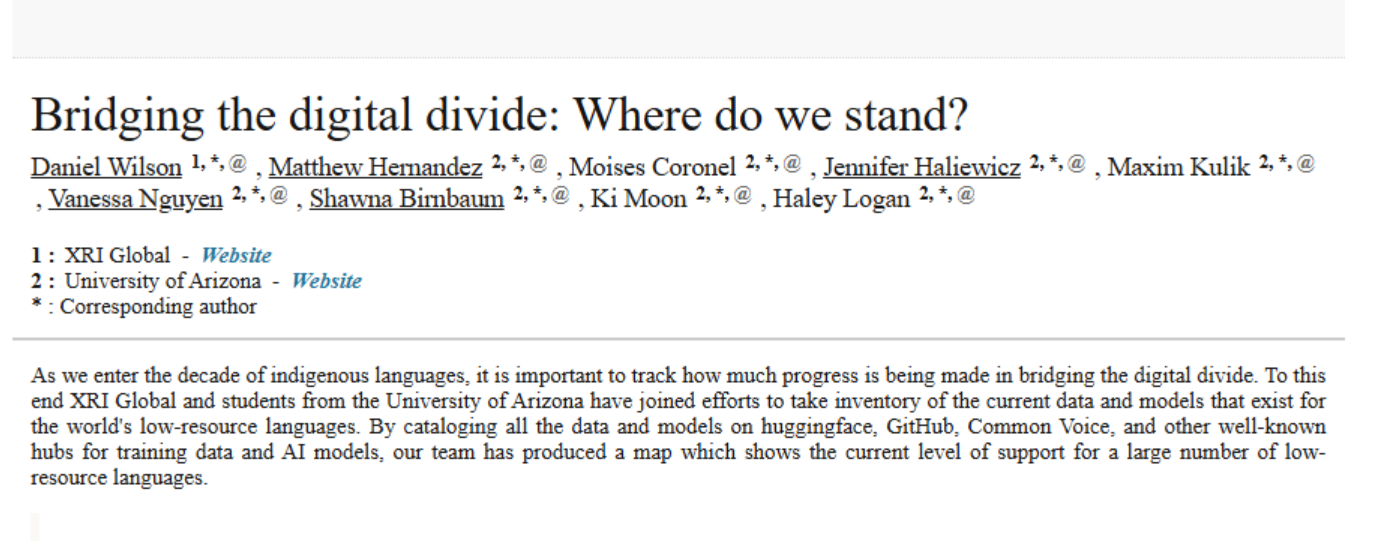 Bridging the digital divide: Where do we stand?
Daniel Wilson 1, *, @ , Matthew Hernandez 2, *, @ , Moises Coronel 2, *, @ , Jennifer Haliewicz 2, *, @ , Maxim Kulik 2, *, @
, Vanessa Nguyen 2, *, @ , Shawna Birnbaum 2, *, @ , Ki Moon 2, *, @ , Haley Logan 2, *, @
1 : XRI Global - Website
2 : University of Arizona - Website
* : Corresponding author
As we enter the decade of indigenous languages, it is important to track how much progress is being made in bridging the digital divide. To this
end XRI Global and students from the University of Arizona have joined efforts to take inventory of the current data and models that exist for
the world's low-resource languages. By cataloging all the data and models on huggingface, GitHub, Common Voice, and other well-known
hubs for training data and AI models, our team has produced a map which shows the current level of support for a large number of low-
resource languages.